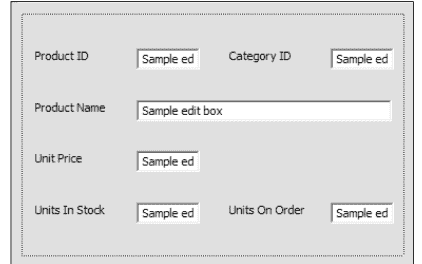 Product ID Sample ed Category ID Sample ed
Product Name Sample edit box
Unit Price Sample ed
Units In Stock Sample ed Units On Order Sample ed